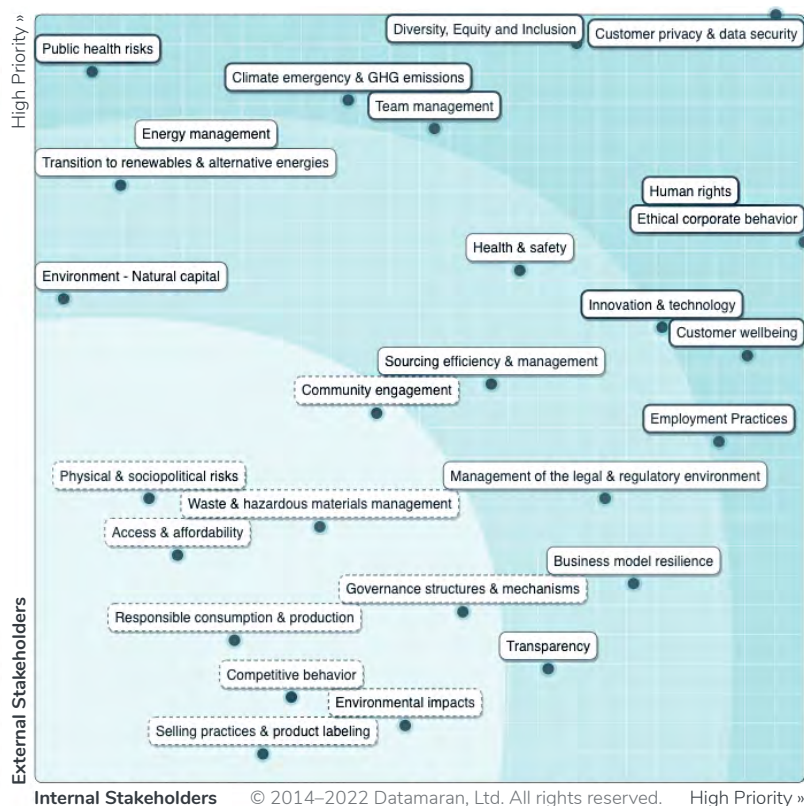 High Priority »
Diversity, Equity and Inclusion
Customer privacy & data security
Public health risks
Climate emergency & GHG emissions
Team management
Energy management
Transition to renewables & alternative energies
Human rights
Ethical corporate behavior
Health & safety
Environment - Natural capital
Innovation & technology
Customer wellbeing
Sourcing efficiency & management
Community engagement
Employment Practices
Physical & sociopolitical risks
Management of the legal & regulatory environment
Waste & hazardous materials management
Access & affordability
Business model resilience
Governance structures & mechanisms
Responsible consumption & production
Transparency
Competitive behavior
Environmental impacts
Selling practices & product labeling
External Stakeholders
Internal Stakeholders © 2014–2022 Datamaran, Ltd. All rights reserved. High Priority »